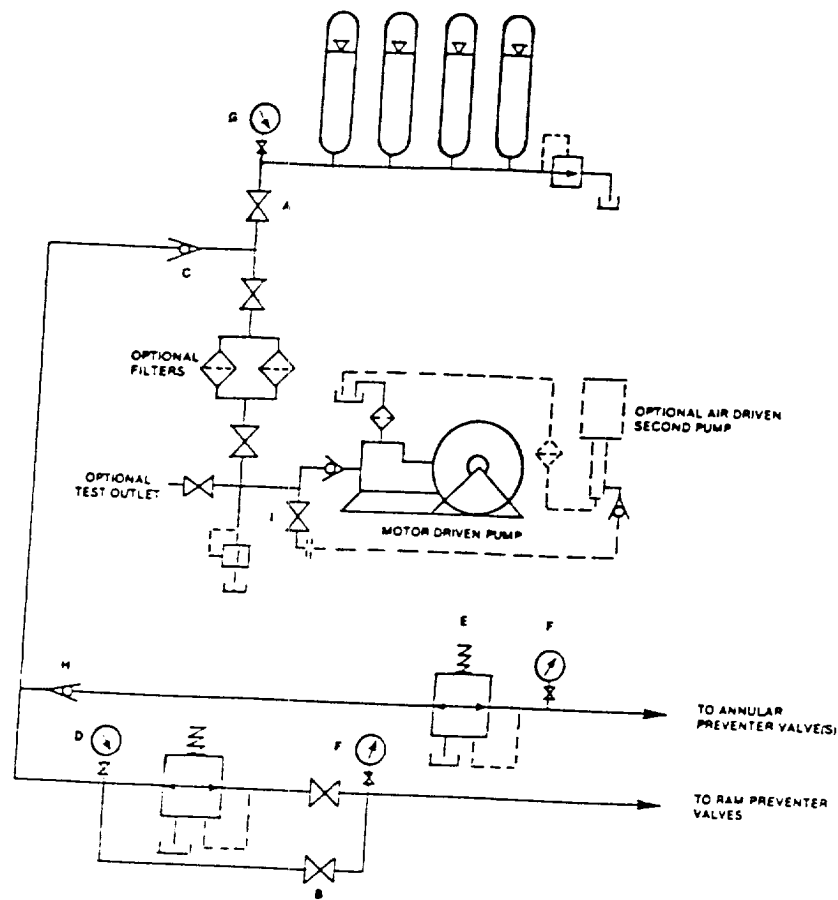 G
A
C
OPTIONAL
FILTERS
OPTIONAL AIR DRIVEN
SECOND PUMP
OPTIONAL
TEST OUTLET
I
MOTOR DRIVEN PUMP
E
F
H
TO ANNULAR
PREVENTER VALVE(S)
D
F
TO RAM PREVENTER
VALVES
B